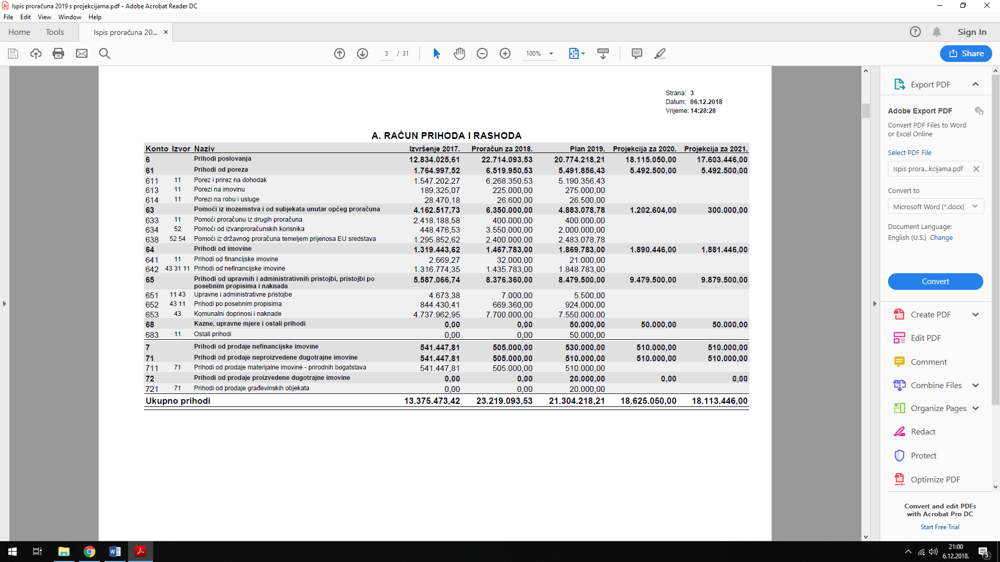 Ispis proračuna 2019 s projekcijama.pdf - Adobe Acrobat Reader DC
File Edit View Window Help
Home Tools Ispis proračuna 20... × Sign In
3 / 31 100% Share
Strana: 3
Datum: 06.12.2018
Vrijeme: 14:28:28
A. RAČUN PRIHODA I RASHODA
Konto Izvor Naziv Izvršenje 2017. Proračun za 2018. Plan 2019. Projekcija za 2020. Projekcija za 2021.
6 Prihodi poslovanja 12.834.025,61 22.714.093,53 20.774.218,21 18.115.050,00 17.603.446,00
61 Prihodi od poreza 1.764.997,52 6.519.950,53 5.491.856,43 5.492.500,00 5.492.500,00
611 11 Porez i prirez na dohodak 1.547.202,27 6.268.350,53 5.190.356,43
613 11 Porezi na imovinu 189.325,07 225.000,00 275.000,00
614 11 Porezi na robu i usluge 28.470,18 26.600,00 26.500,00
63 Pomoći iz inozemstva i od subjekata unutar općeg proračuna 4.162.517,73 6.350.000,00 4.883.078,78 1.202.604,00 300.000,00
633 11 Pomoći proračunu iz drugih proračuna 2.418.188,58 400.000,00 400.000,00
634 52 Pomoći od izvanproračunskih korisnika 448.476,53 3.550.000,00 2.000.000,00
638 52 54 Pomoći iz državnog proračuna temeljem prijenosa EU sredstava 1.295.852,62 2.400.000,00 2.483.078,78
64 Prihodi od imovine 1.319.443,62 1.467.783,00 1.869.783,00 1.890.446,00 1.881.446,00
641 11 Prihodi od financijske imovine 2.669,27 32.000,00 21.000,00
642 43 31 11 Prihodi od nefinancijske imovine 1.316.774,35 1.435.783,00 1.848.783,00
65 Prihodi od upravnih i administrativnih pristojbi, pristojbi po 5.587.066,74 8.376.360,00 8.479.500,00 9.479.500,00 9.879.500,00
posebnim propisima i naknada
651 11 43 Upravne i administrativne pristojbe 4.673,38 7.000,00 5.500,00
652 43 11 Prihodi po posebnim propisima 844.430,41 669.360,00 924.000,00
653 43 Komunalni doprinosi i naknade 4.737.962,95 7.700.000,00 7.550.000,00
68 Kazne, upravne mjere i ostali prihodi 0,00 0,00 50.000,00 50.000,00 50.000,00
683 11 Ostali prihodi 0,00 0,00 50.000,00
7 Prihodi od prodaje nefinancijske imovine 541.447,81 505.000,00 530.000,00 510.000,00 510.000,00
71 Prihodi od prodaje neproizvedene dugotrajne imovine 541.447,81 505.000,00 510.000,00 510.000,00 510.000,00
711 71 Prihodi od prodaje materijalne imovine - prirodnih bogatstava 541.447,81 505.000,00 510.000,00
72 Prihodi od prodaje proizvedene dugotrajne imovine 0,00 0,00 20.000,00 0,00 0,00
721 71 Prihodi od prodaje građevinskih objekata 0,00 0,00 20.000,00
Ukupno prihodi 13.375.473,42 23.219.093,53 21.304.218,21 18.625.050,00 18.113.446,00
Export PDF
Adobe Export PDF
Convert PDF Files to Word
or Excel Online
Select PDF File
Ispis prora...kcijama.pdf
Convert to
Microsoft Word (*.docx)
Document Language:
English (U.S.) Change
Convert
Create PDF
Edit PDF
Comment
Combine Files
Organize Pages
Redact
Protect
Optimize PDF
Convert and edit PDFs
with Acrobat Pro DC
Start Free Trial
21:00
6.12.2018.
5